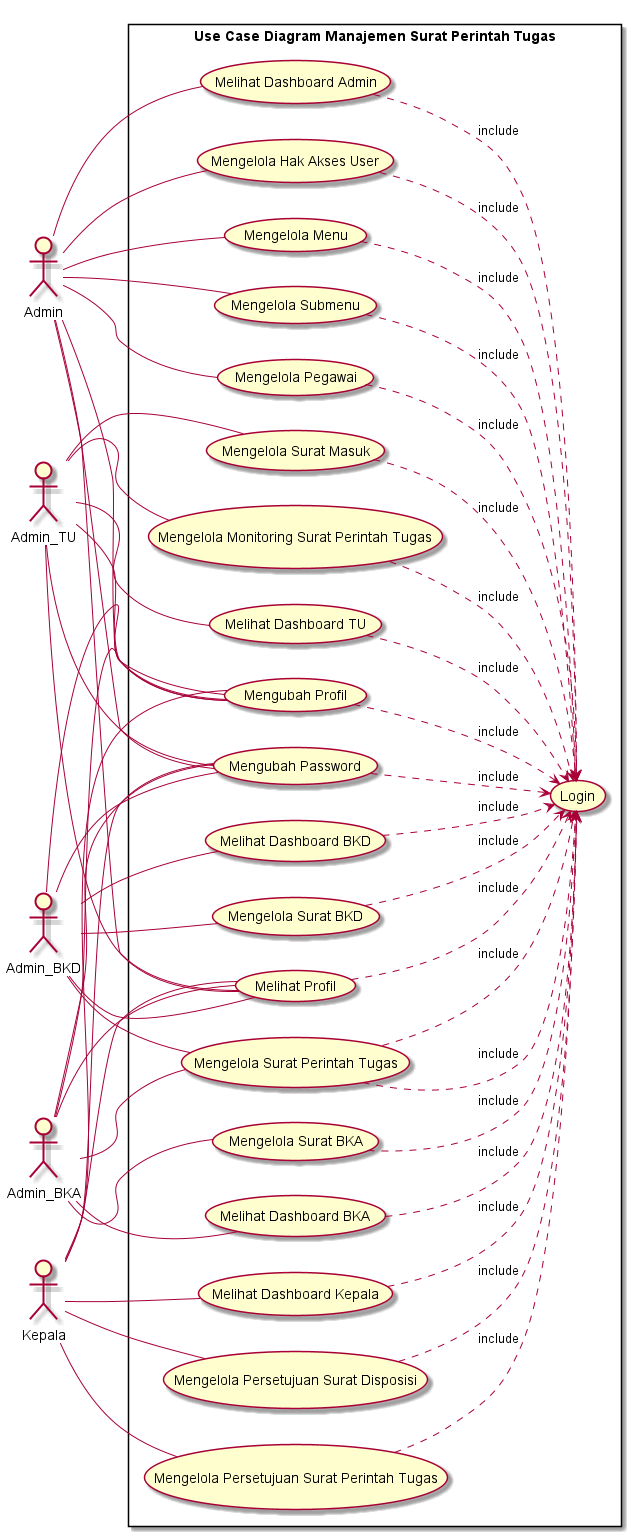 Use Case Diagram Manajemen Surat Perintah Tugas
Melihat Dashboard Admin
include
Mengelola Hak Akses User
include
Mengelola Menu
include
Mengelola Submenu
Admin
include
Mengelola Pegawai
include
Mengelola Surat Masuk
include
Mengelola Monitoring Surat Perintah Tugas
Admin_TU
include
Melihat Dashboard TU
include
Mengubah Profil
include
Mengubah Password
include
Login
include
Melihat Dashboard BKD
include
Mengelola Surat BKD
include
Admin_BKD
Melihat Profil
include
Mengelola Surat Perintah Tugas
include
include
Mengelola Surat BKA
include
Admin_BKA
Melihat Dashboard BKA
include
Melihat Dashboard Kepala
include
Kepala
include
Mengelola Persetujuan Surat Disposisi
Mengelola Persetujuan Surat Perintah Tugas